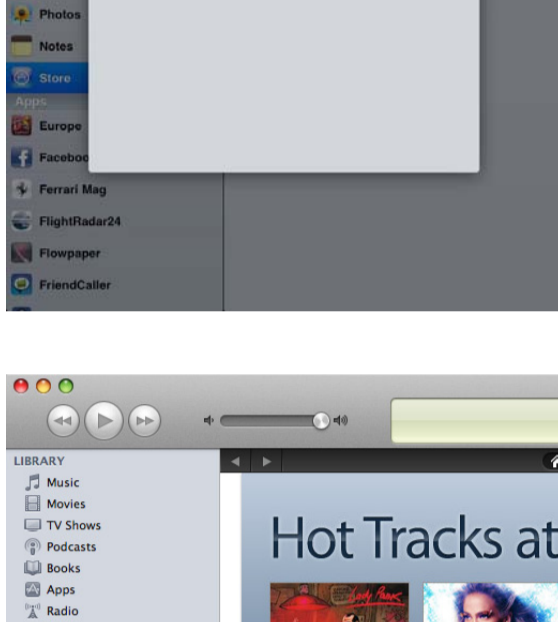 Photos
Notes
Store
Apps
Europe
Faceboo
Ferrari Mag
FlightRadar24
Flowpaper
FriendCaller
LIBRARY
Music
Movies
TV Shows
Podcasts
Books
Apps
Radio
Hot Tracks at